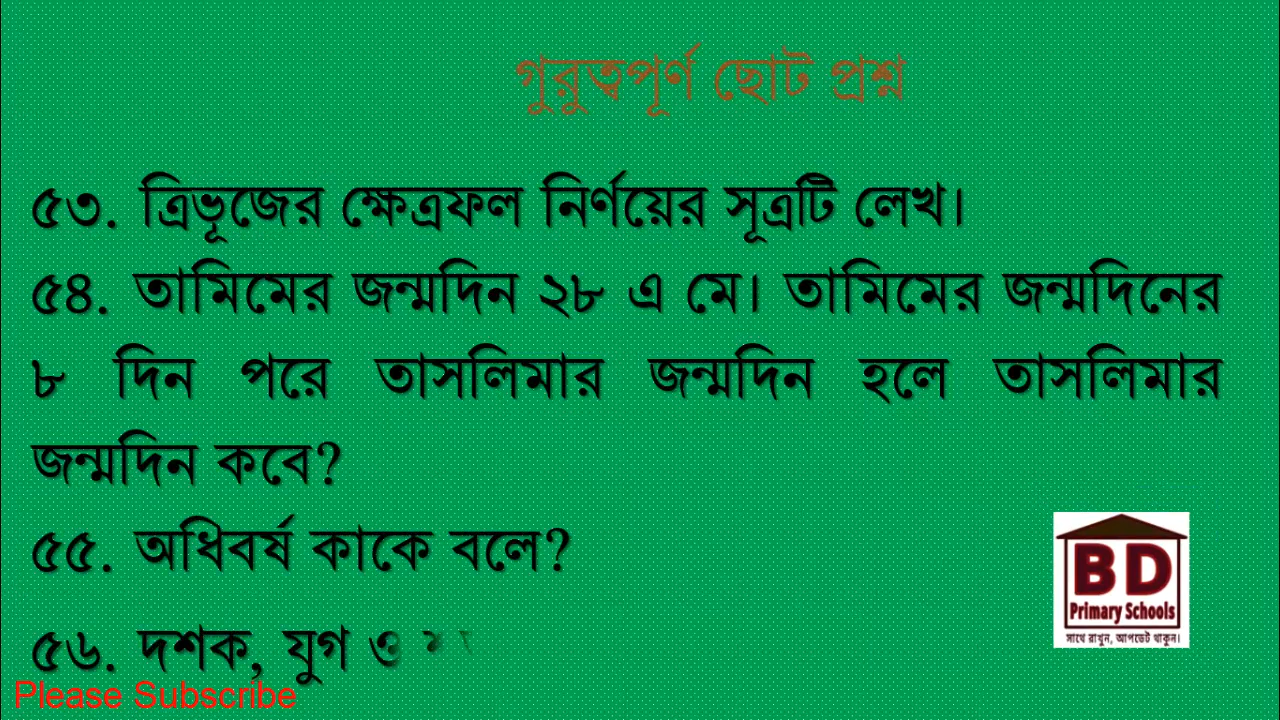 গুরুত্বপূর্ণ ছোট প্রশ্ন
৫৩. ত্রিভূজের ক্ষেত্রফল নির্ণয়ের সূত্রটি লেখ।
৫৪. তামিমের জন্মদিন ২৮ এ মে। তামিমের জন্মদিনের
৮ দিন পরে তাসলিমার জন্মদিন হলে তাসলিমার
জন্মদিন কবে?
৫৫. অধিবর্ষ কাকে বলে?
৫৬. দশক, যুগ ও
BD
Primary Schools
সাথে রাখুন, আপডেট থাকুন।
Please Subscribe